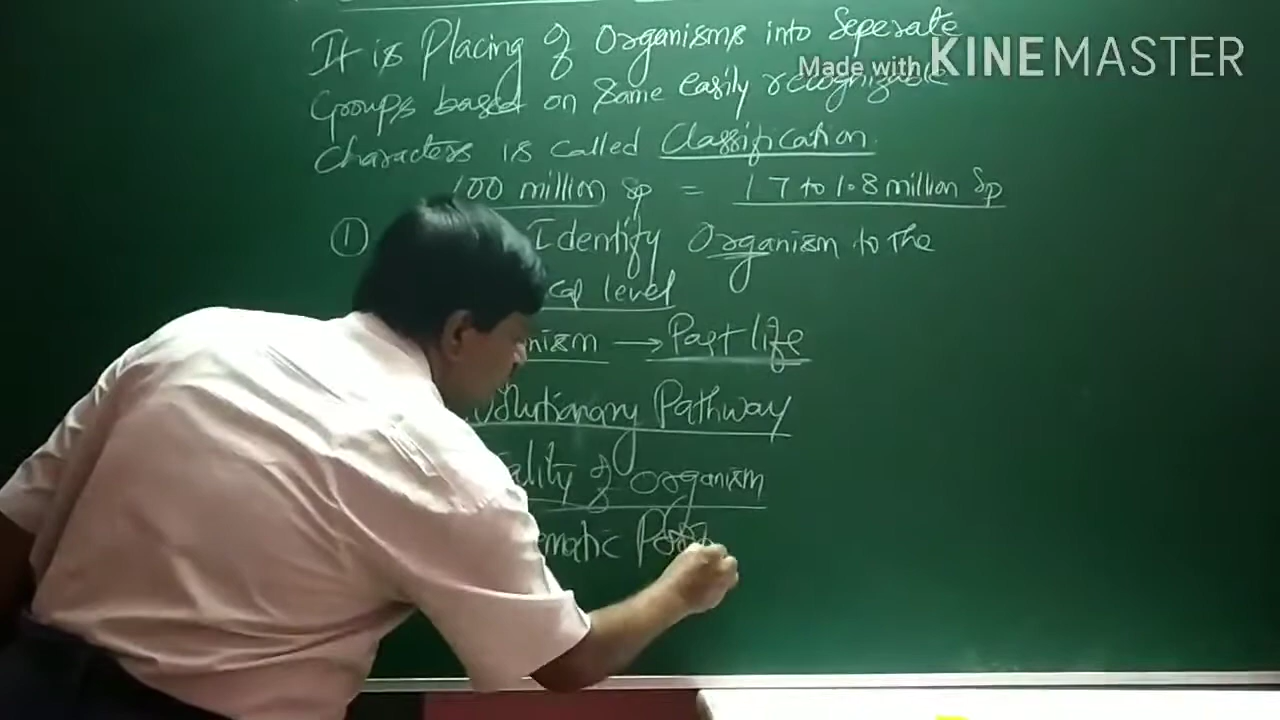 It is Placing of Organisms into Seperate
Made with KINEMASTER
Groups based on Some easily recognizable
Characters is called Classification
100 million Sp = 1.7 to 1.8 million Sp
① Identify Organism to the
level
→ Past life
Pathway
of Organism